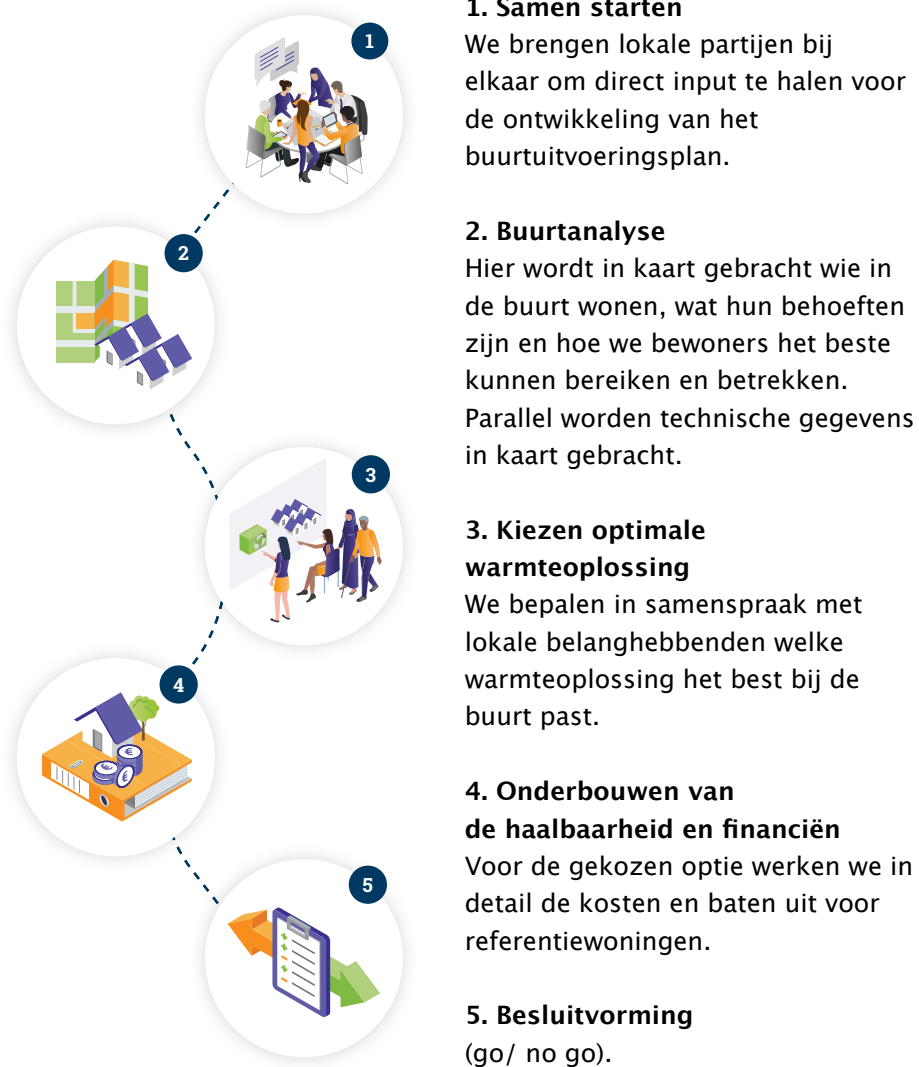 1. Samen starten
We brengen lokale partijen bij
elkaar om direct input te halen voor
de ontwikkeling van het
buurtuitvoeringsplan.
2. Buurtanalyse
Hier wordt in kaart gebracht wie in
de buurt wonen, wat hun behoeften
zijn en hoe we bewoners het beste
kunnen bereiken en betrekken.
Parallel worden technische gegevens
in kaart gebracht.
3. Kiezen optimale
warmteoplossing
We bepalen in samenspraak met
lokale belanghebbenden welke
warmteoplossing het best bij de
buurt past.
4. Onderbouwen van
de haalbaarheid en financiën
Voor de gekozen optie werken we in
detail de kosten en baten uit voor
referentiewoningen.
5. Besluitvorming
(go/ no go).
1
2
3
4
€
€
€
5